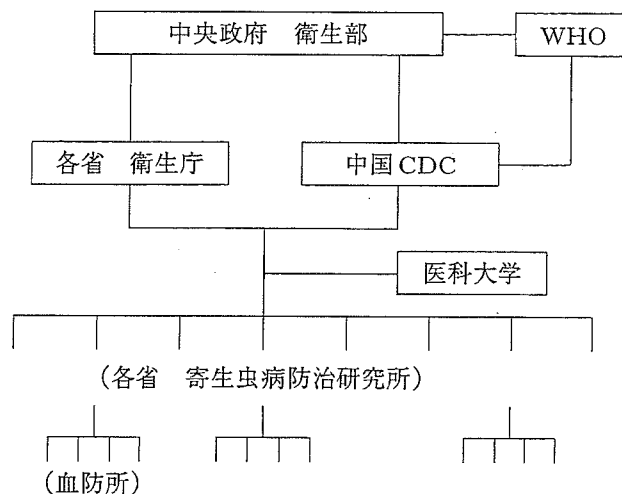 中央政府　衛生部
WHO
各省　衛生庁
中国CDC
医科大学
(各省　寄生虫病防治研究所)
(血防所)